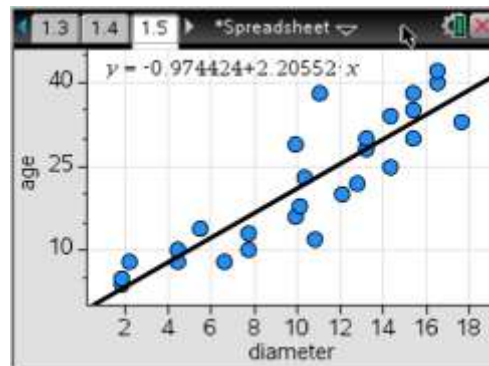 1.3 1.4 1.5 *Spreadsheet
y = -0.974424+2.20552· x
40
25
10
age
2 4 6 8 10 12 14 16 18
diameter